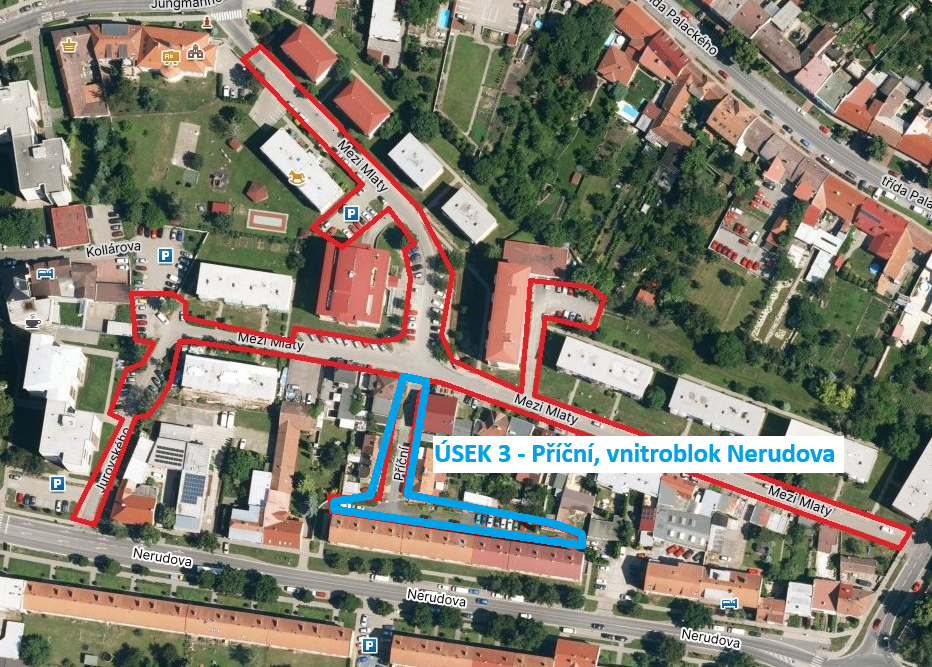 Jungmanno
třída Palackého
Mezi Mlaty
třída Pala
Kollárova
Mezi Mlaty
Mezi Mlaty
ÚSEK 3 - Příční, vnitroblok Nerudova
Příční
Jurovského
Mezi Mlaty
Nerudova
Nerudova
Nerudova